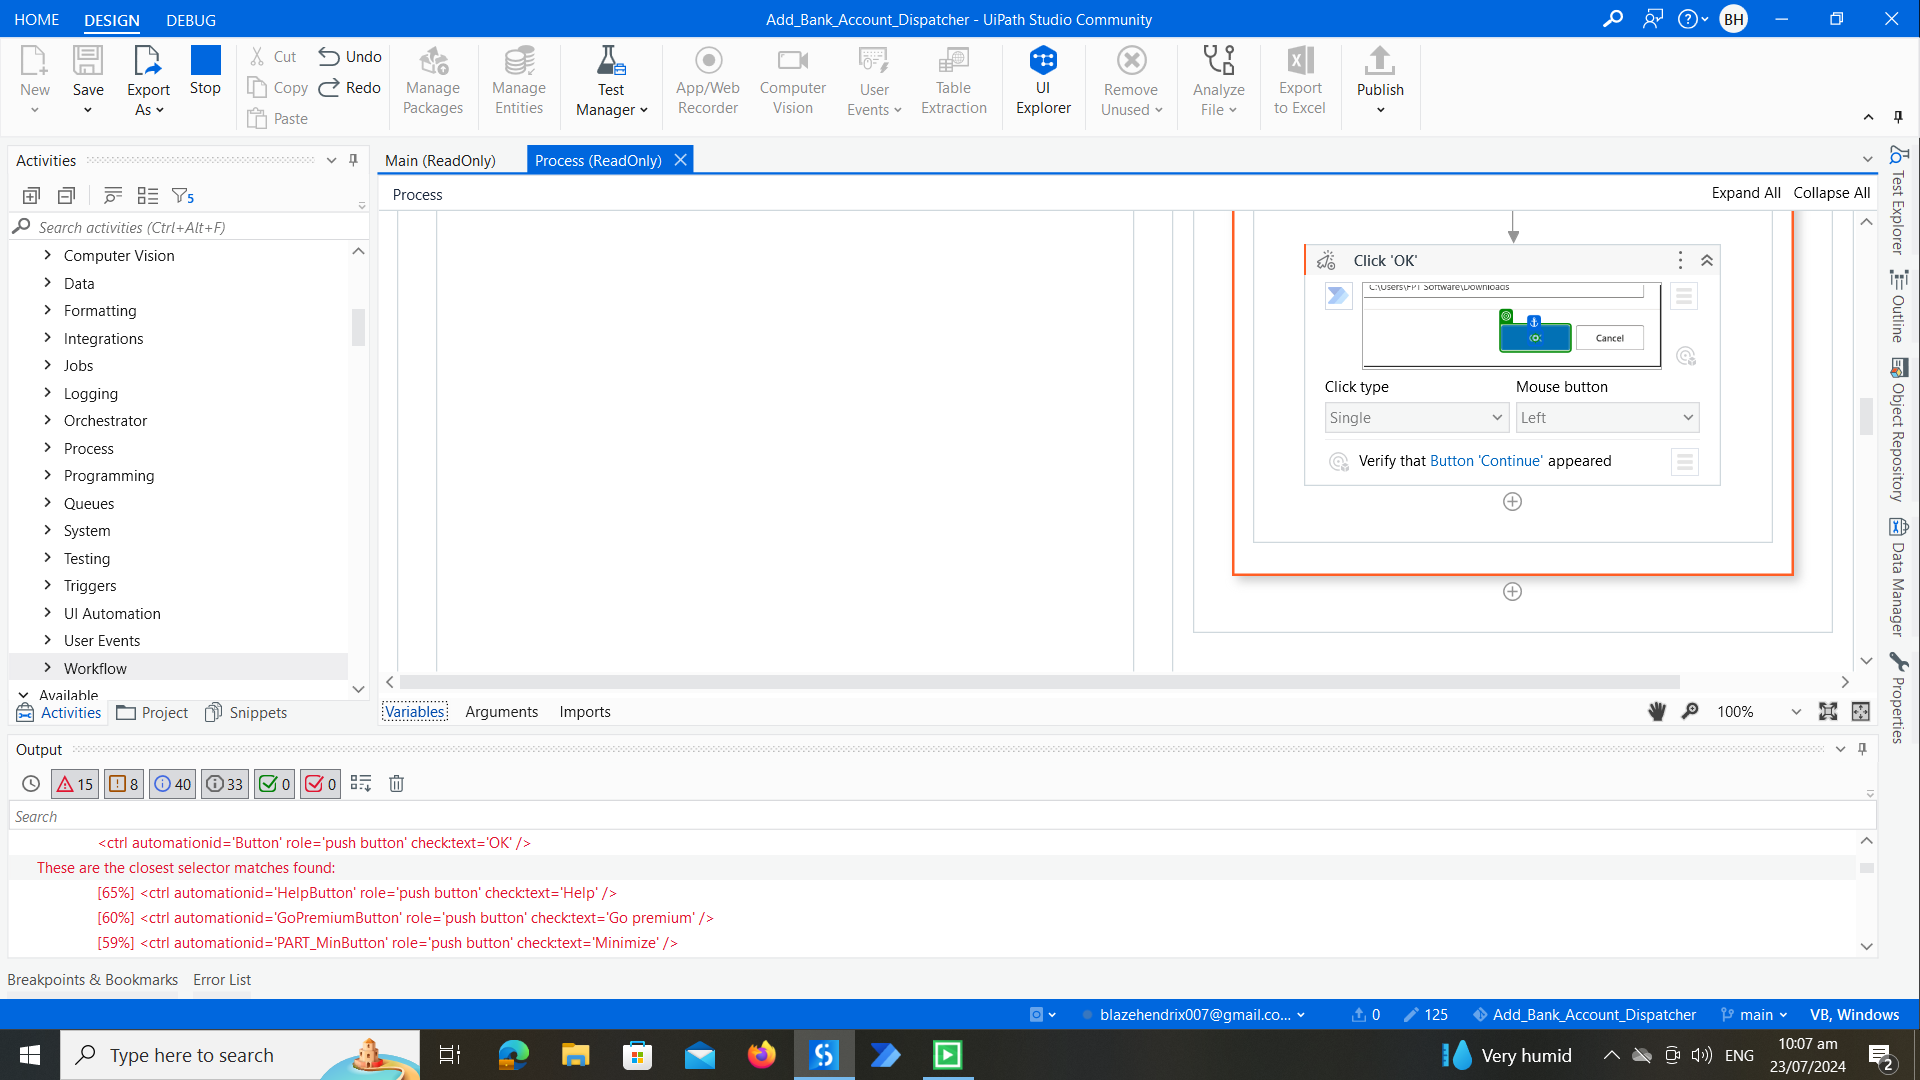 HOME
DESIGN
DEBUG
Add_Bank_Account_Dispatcher - UiPath Studio Community
BH
New
Save
Export As
Stop
Cut
Copy
Paste
Undo
Redo
Manage Packages
Manage Entities
Test Manager
App/Web Recorder
Computer Vision
User Events
Table Extraction
UI Explorer
Remove Unused
Analyze File
Export to Excel
Publish
Activities
5
Search activities (Ctrl+Alt+F)
Computer Vision
Data
Formatting
Integrations
Jobs
Logging
Orchestrator
Process
Programming
Queues
System
Testing
Triggers
UI Automation
User Events
Workflow
Available
Activities
Project
Snippets
Main (ReadOnly)
Process (ReadOnly)
Process
Expand All
Collapse All
Click 'OK'
C:\Users\FPT Software\Downloads
Cancel
Click type
Mouse button
Single
Left
Verify that Button 'Continue' appeared
Variables
Arguments
Imports
100%
Test Explorer
Outline
Object Repository
Data Manager
Properties
Output
15
8
40
33
0
0
Search
<ctrl automationid='Button' role='push button' check:text='OK' />
These are the closest selector matches found:
[65%] <ctrl automationid='HelpButton' role='push button' check:text='Help' />
[60%] <ctrl automationid='GoPremiumButton' role='push button' check:text='Go premium' />
[59%] <ctrl automationid='PART_MinButton' role='push button' check:text='Minimize' />
Breakpoints & Bookmarks
Error List
blazehendrix007@gmail.co...
0
125
Add_Bank_Account_Dispatcher
main
VB, Windows
Type here to search
Very humid
ENG
10:07 am
23/07/2024
2